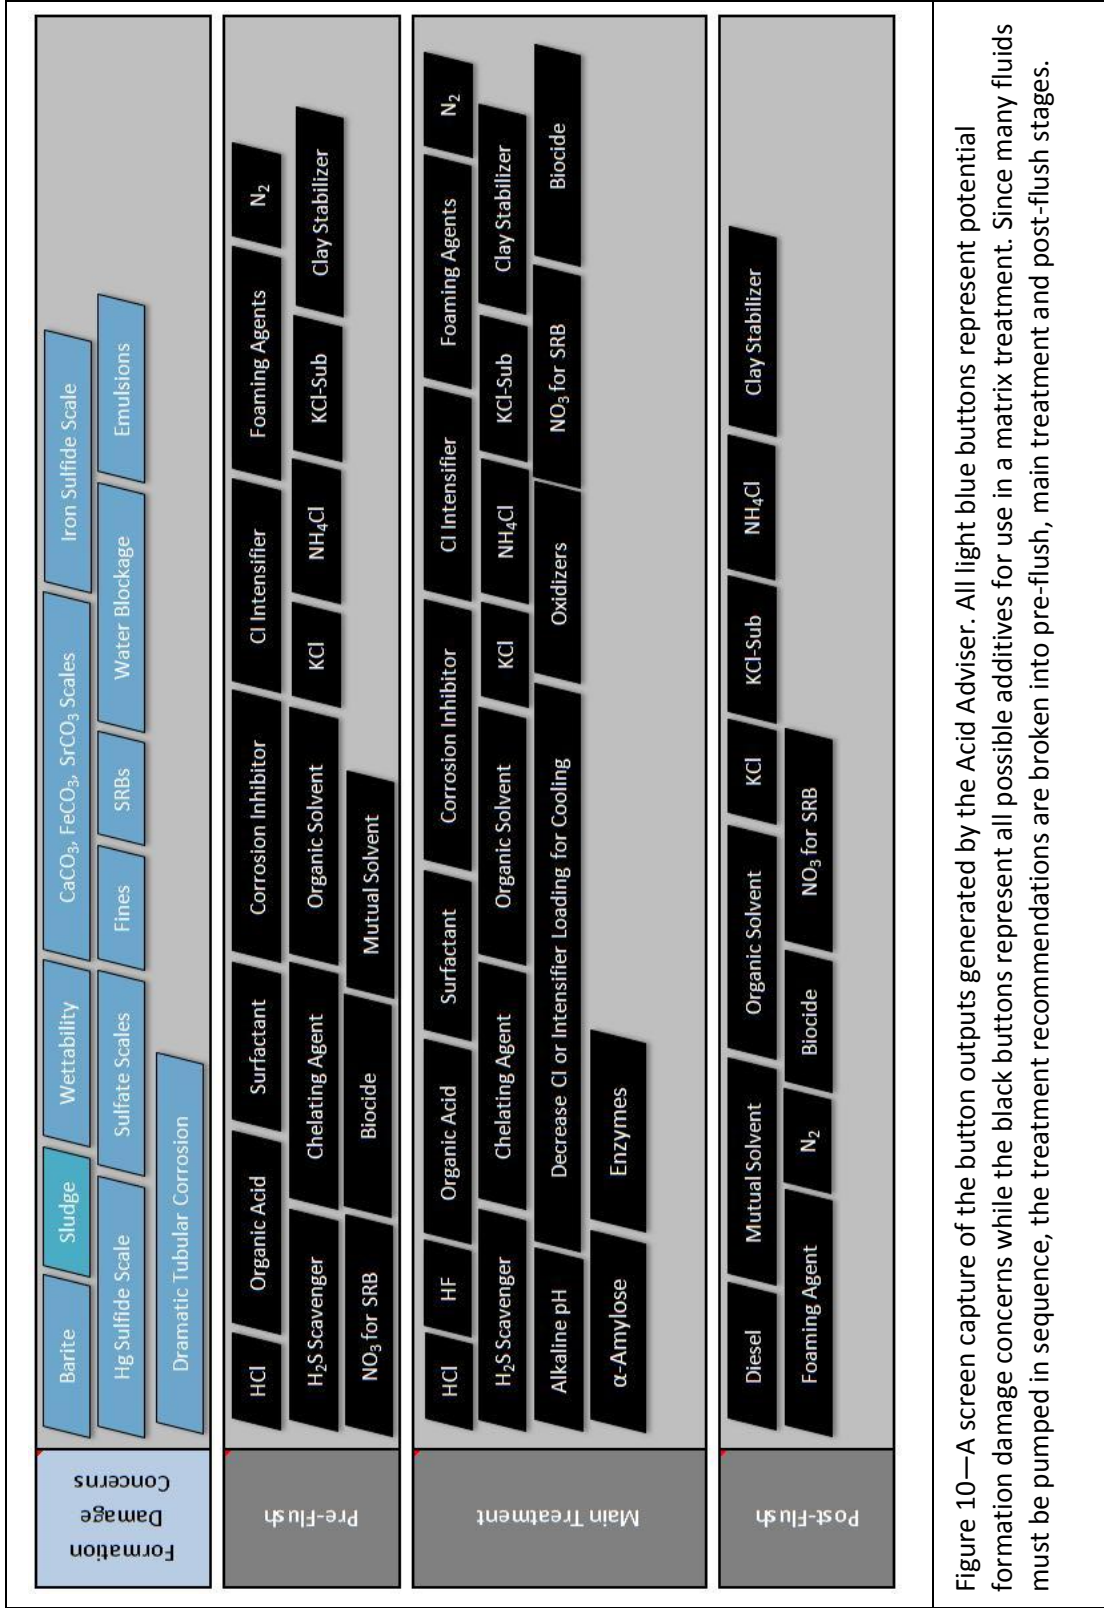 Formation
Damage
Concerns
Barite
Sludge
Wettability
CaCO₃, FeCO₃, SrCO₃ Scales
Iron Sulfide Scale
Hg Sulfide Scale
Sulfate Scales
Fines
SRBs
Water Blockage
Emulsions
Dramatic Tubular Corrosion
Pre-Flush
HCl
Organic Acid
Surfactant
Corrosion Inhibitor
CI Intensifier
Foaming Agents
N₂
H₂S Scavenger
Chelating Agent
Organic Solvent
KCl
NH₄Cl
KCl-Sub
Clay Stabilizer
NO₃ for SRB
Biocide
Mutual Solvent
Main Treatment
HCl
HF
Organic Acid
Surfactant
Corrosion Inhibitor
CI Intensifier
Foaming Agents
N₂
H₂S Scavenger
Chelating Agent
Organic Solvent
KCl
NH₄Cl
KCl-Sub
Clay Stabilizer
Alkaline pH
Decrease CI or Intensifier Loading for Cooling
Oxidizers
NO₃ for SRB
Biocide
α-Amylose
Enzymes
Post-Flush
Diesel
Mutual Solvent
Organic Solvent
KCl
KCl-Sub
NH₄Cl
Clay Stabilizer
Foaming Agent
N₂
Biocide
NO₃ for SRB
Figure 10—A screen capture of the button outputs generated by the Acid Adviser. All light blue buttons represent potential
formation damage concerns while the black buttons represent all possible additives for use in a matrix treatment. Since many fluids
must be pumped in sequence, the treatment recommendations are broken into pre-flush, main treatment and post-flush stages.